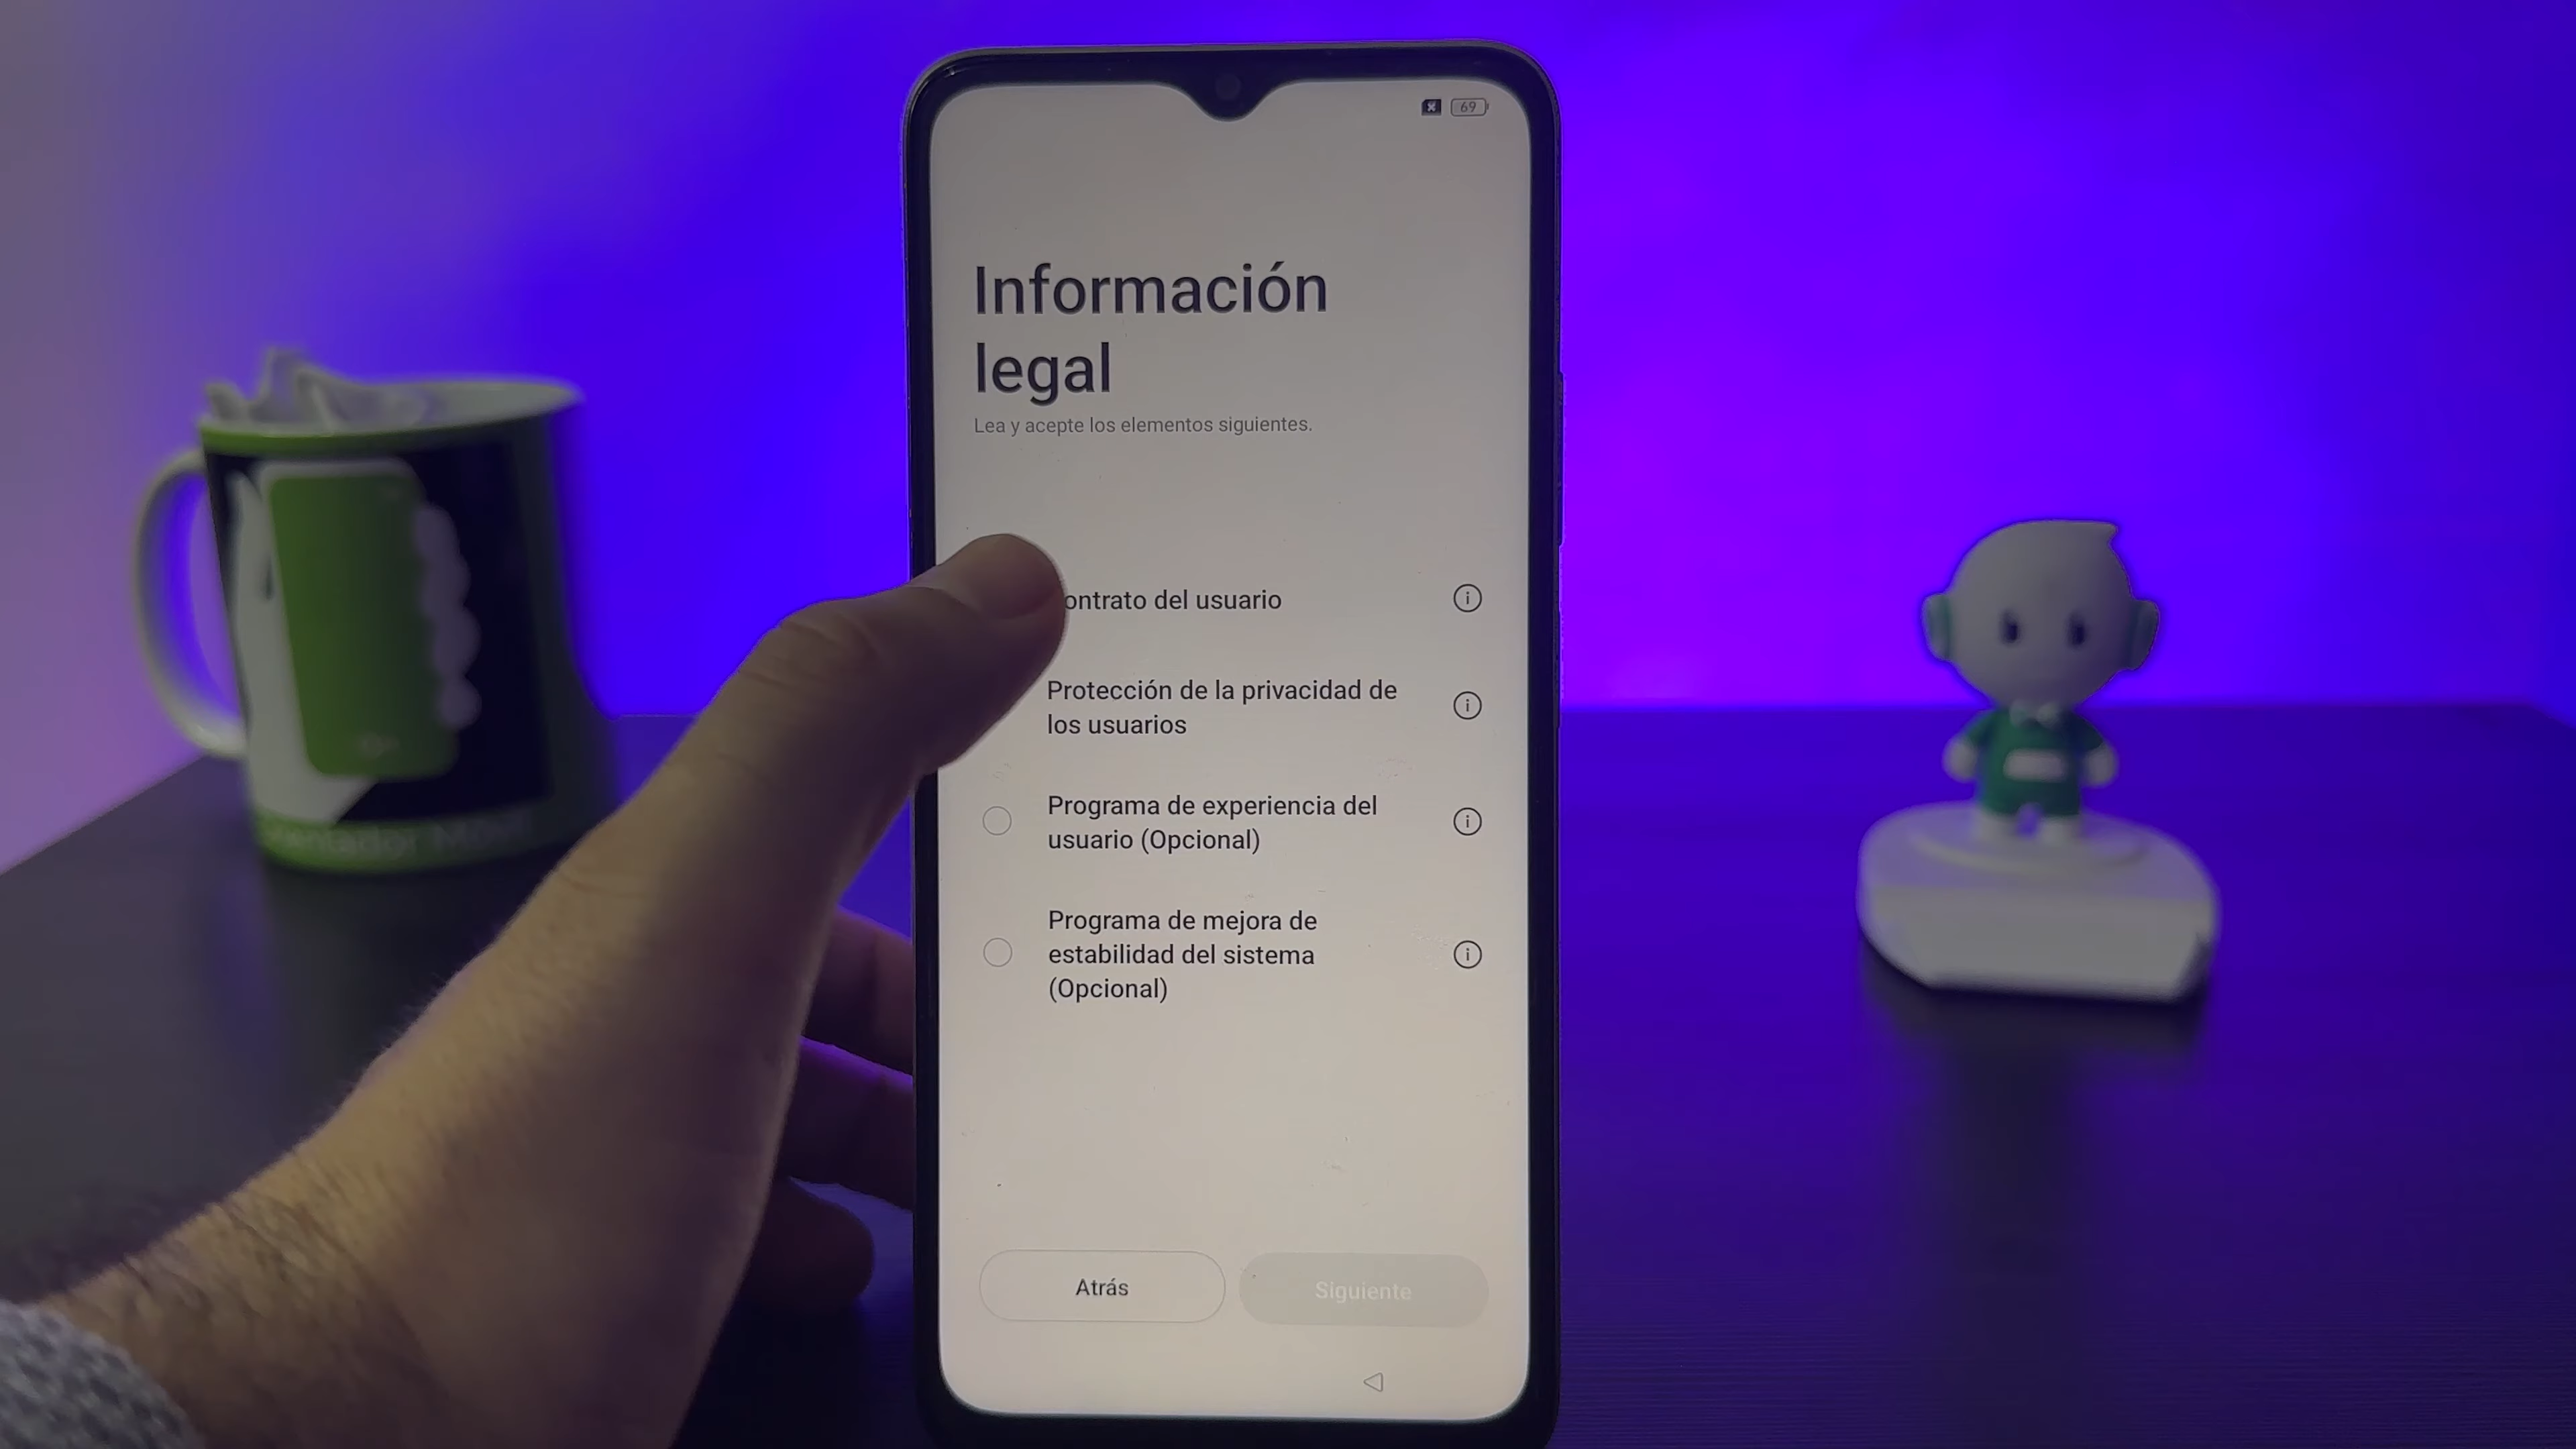 69
Información
legal
Lea y acepte los elementos siguientes.
ontrato del usuario
Protección de la privacidad de
los usuarios
Programa de experiencia del
usuario (Opcional)
Programa de mejora de
estabilidad del sistema
(Opcional)
Atrás
Siguiente